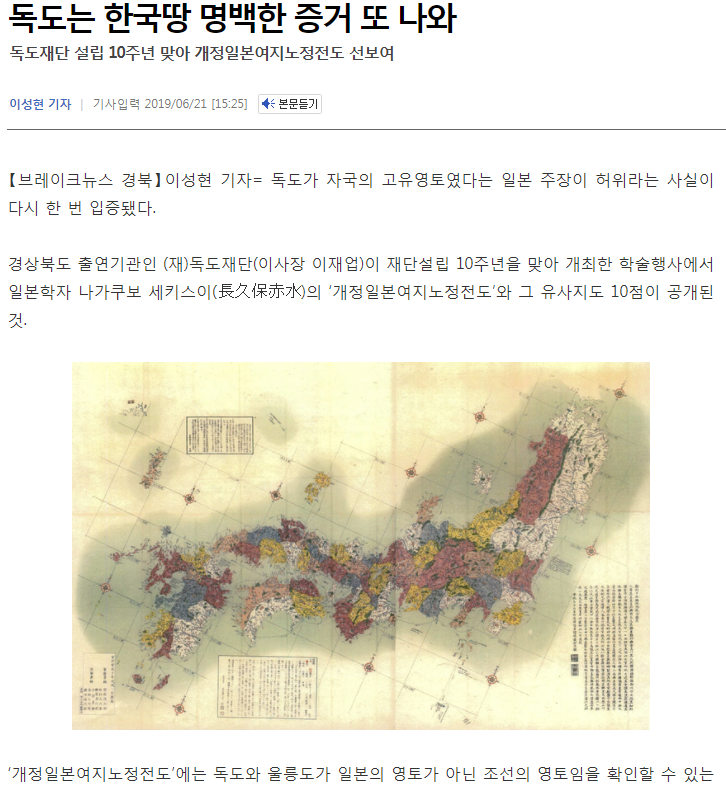 독도는 한국땅 명백한 증거 또 나와
독도재단 설립 10주년 맞아 개정일본여지노정전도 선보여
이성현 기자 | 기사입력 2019/06/21 [15:25] 본문듣기
【브레이크뉴스 경북】이성현 기자= 독도가 자국의 고유영토였다는 일본 주장이 허위라는 사실이
다시 한 번 입증됐다.
경상북도 출연기관인 (재)독도재단(이사장 이재업)이 재단설립 10주년을 맞아 개최한 학술행사에서
일본학자 나가쿠보 세키스이(長久保赤水)의 ‘개정일본여지노정전도’와 그 유사지도 10점이 공개된
것.
‘개정일본여지노정전도’에는 독도와 울릉도가 일본의 영토가 아닌 조선의 영토임을 확인할 수 있는